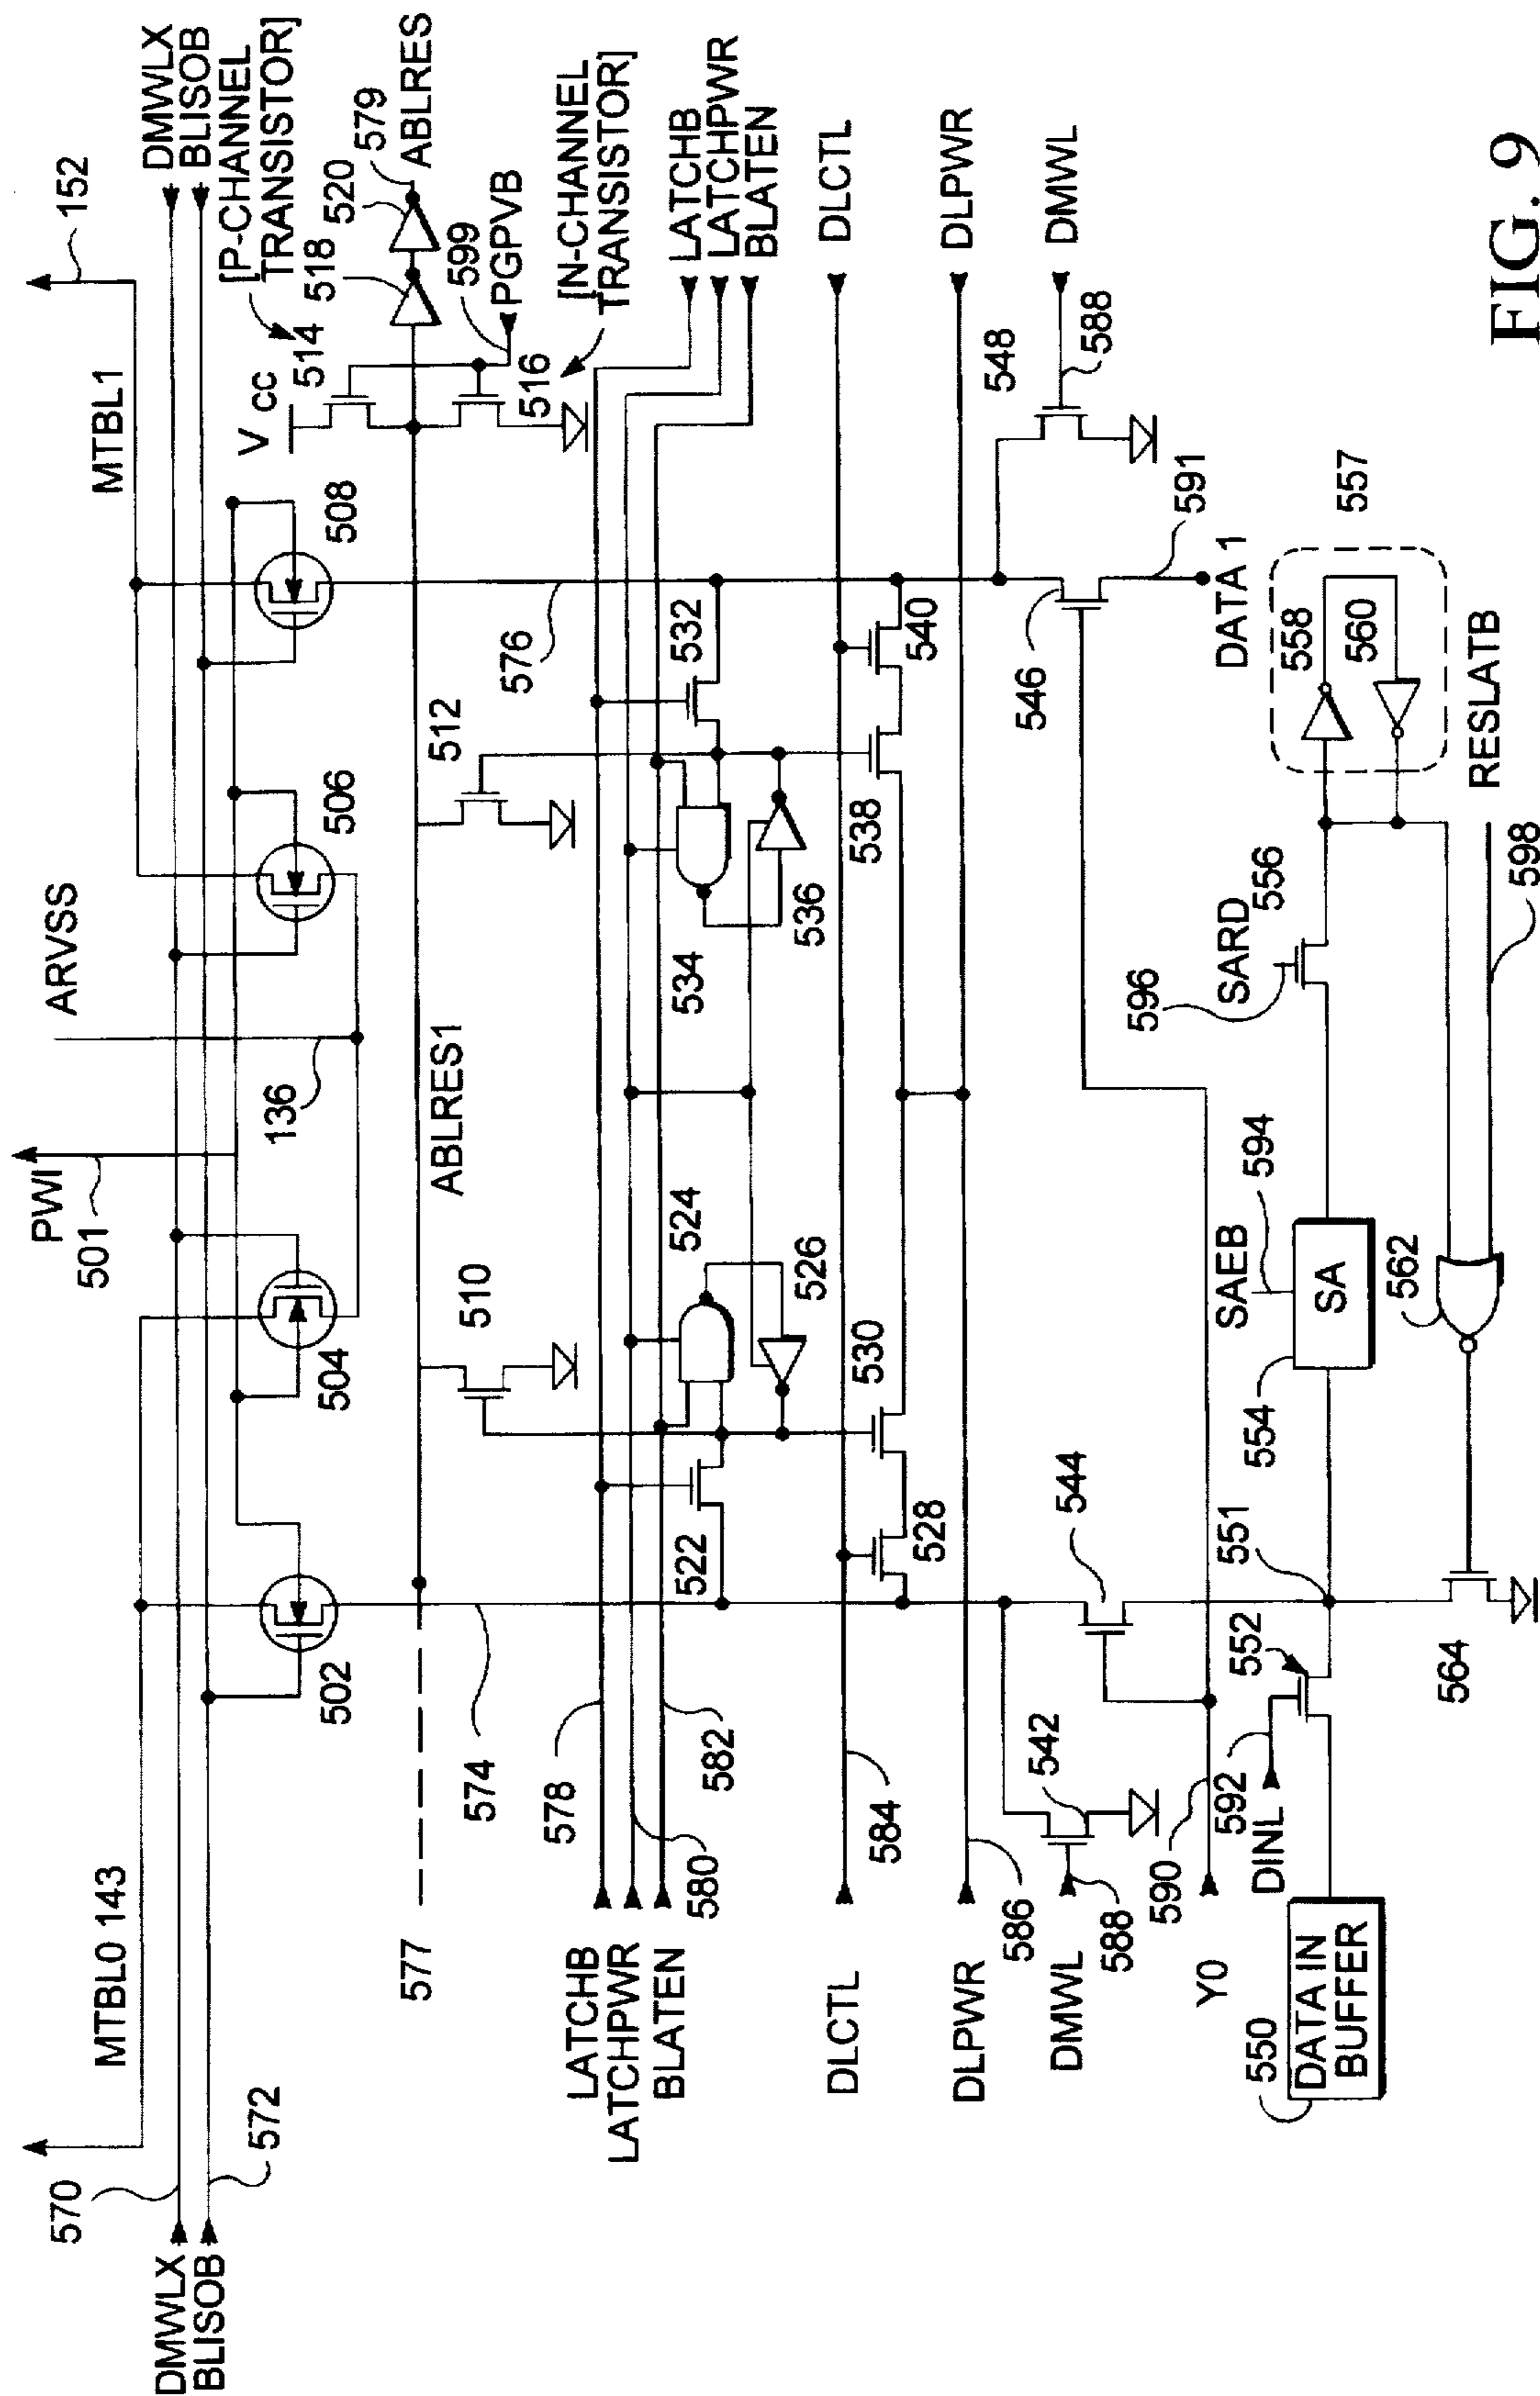 FIG. 9
DMWLX
BLISOB
570
572
MTBL0 143
PWI
501
ARVSS
136
MTBL1
152
DMWLX
BLISOB
[P-CHANNEL
TRANSISTOR]
502
504
506
508
V CC
514
518
520
579
ABLRES
599
PGPVB
516
[N-CHANNEL
TRANSISTOR]
577
574
510
ABLRES1
512
576
LATCHB
LATCHPWR
BLATEN
578
580
582
522
524
526
534
536
532
LATCHB
LATCHPWR
BLATEN
DLCTL
584
528
530
538
540
DLCTL
DLPWR
586
DLPWR
DMWL
588
542
544
546
548
588
DMWL
Y0
590
591
DATA 1
DINL
592
552
551
550
DATA IN
BUFFER
554
SAEB
594
SA
SARD
596
556
558
560
557
562
564
598
RESLATB